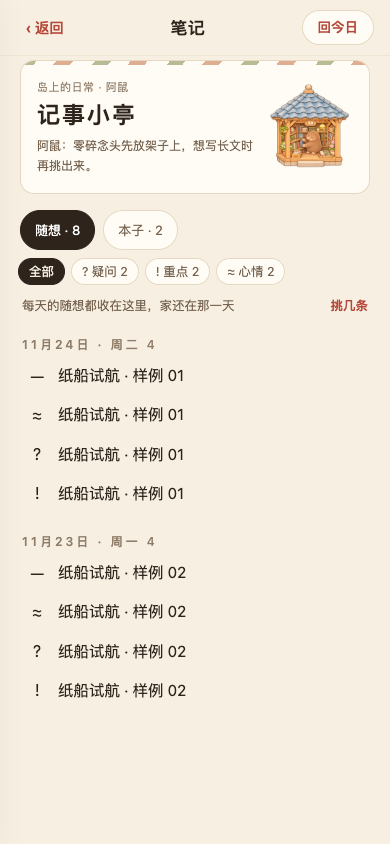 ‹ 返回
笔记
回今日
岛上的日常 · 阿鼠
记事小亭
阿鼠：零碎念头先放架子上，想写长文时
再挑出来。
随想 · 8
本子 · 2
全部
? 疑问 2
! 重点 2
≈ 心情 2
每天的随想都收在这里，家还在那一天
挑几条
11月24日 · 周二 4
— 纸船试航 · 样例 01
≈ 纸船试航 · 样例 01
? 纸船试航 · 样例 01
! 纸船试航 · 样例 01
11月23日 · 周一 4
— 纸船试航 · 样例 02
≈ 纸船试航 · 样例 02
? 纸船试航 · 样例 02
! 纸船试航 · 样例 02